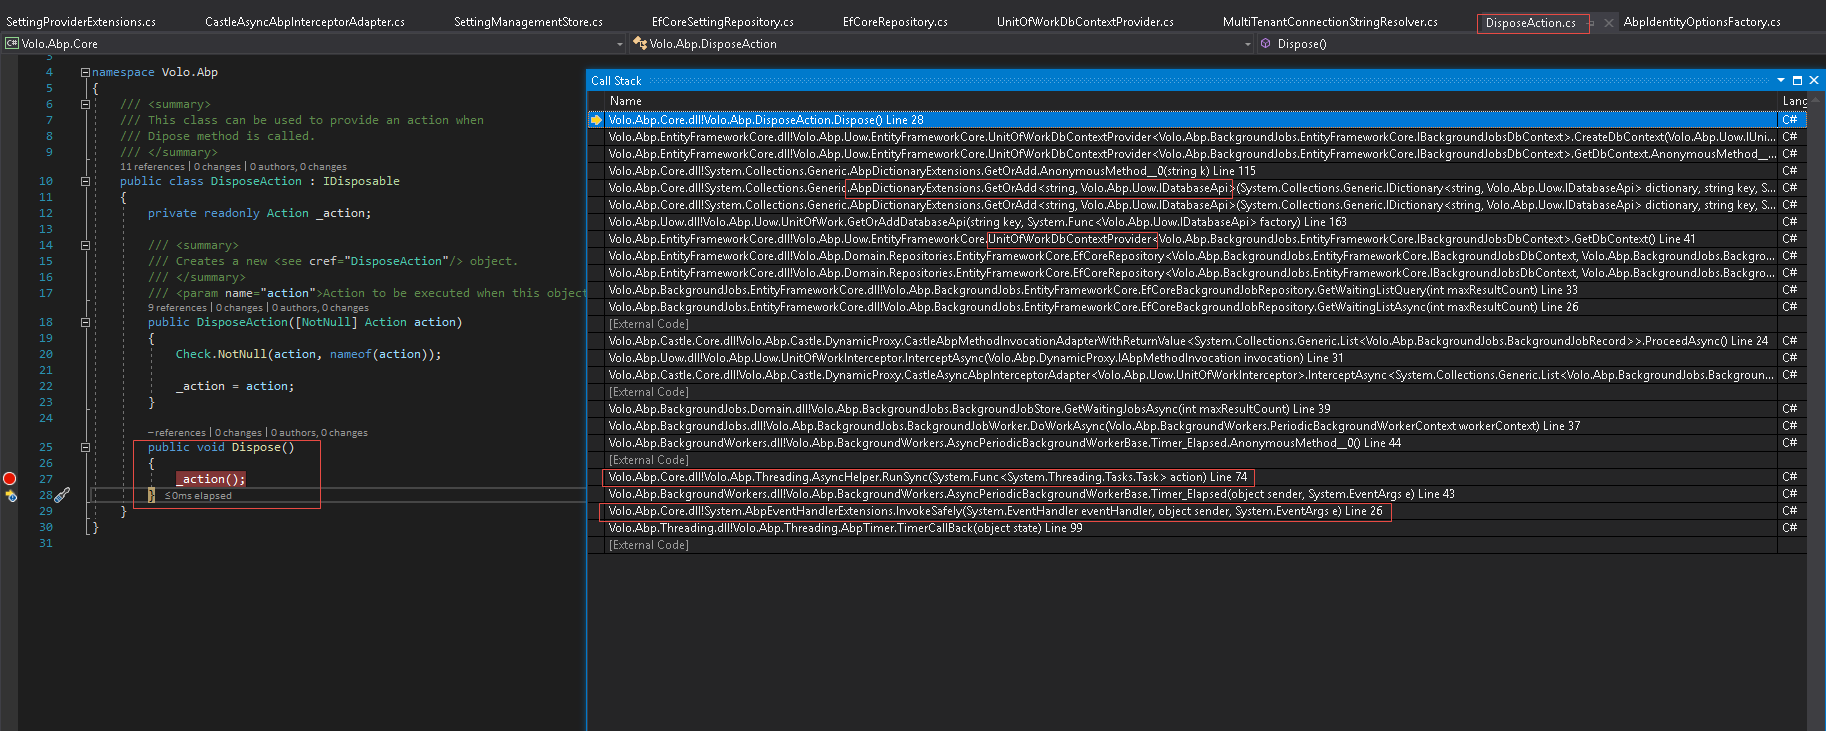 SettingProviderExtensions.cs CastleAsyncAbpInterceptorAdapter.cs SettingManagementStore.cs EfCoreSettingRepository.cs EfCoreRepository.cs UnitOfWorkDbContextProvider.cs MultiTenantConnectionStringResolver.cs DisposeAction.cs AbpIdentityOptionsFactory.cs
C# Volo.Abp.Core Volo.Abp.DisposeAction Dispose()
3
4 namespace Volo.Abp
5 {
6 /// <summary>
7 /// This class can be used to provide an action when
8 /// Dipose method is called.
9 /// </summary>
11 references | 0 changes | 0 authors, 0 changes
10 public class DisposeAction : IDisposable
11 {
12 private readonly Action _action;
13
14 /// <summary>
15 /// Creates a new <see cref="DisposeAction"/> object.
16 /// </summary>
17 /// <param name="action">Action to be executed when this object
9 references | 0 changes | 0 authors, 0 changes
18 public DisposeAction([NotNull] Action action)
19 {
20 Check.NotNull(action, nameof(action));
21
22 _action = action;
23 }
24
– references | 0 changes | 0 authors, 0 changes
25 public void Dispose()
26 {
27 _action();
28 } ≤0ms elapsed
29 }
30 }
31
Call Stack
Name Lang
Volo.Abp.Core.dll!Volo.Abp.DisposeAction.Dispose() Line 28 C#
Volo.Abp.EntityFrameworkCore.dll!Volo.Abp.Uow.EntityFrameworkCore.UnitOfWorkDbContextProvider<Volo.Abp.BackgroundJobs.EntityFrameworkCore.IBackgroundJobsDbContext>.CreateDbContext(Volo.Abp.Uow.IUni... C#
Volo.Abp.EntityFrameworkCore.dll!Volo.Abp.Uow.EntityFrameworkCore.UnitOfWorkDbContextProvider<Volo.Abp.BackgroundJobs.EntityFrameworkCore.IBackgroundJobsDbContext>.GetDbContext.AnonymousMethod__... C#
Volo.Abp.Core.dll!System.Collections.Generic.AbpDictionaryExtensions.GetOrAdd.AnonymousMethod__0(string k) Line 115 C#
Volo.Abp.Core.dll!System.Collections.Generic.AbpDictionaryExtensions.GetOrAdd<string, Volo.Abp.Uow.IDatabaseApi>(System.Collections.Generic.IDictionary<string, Volo.Abp.Uow.IDatabaseApi> dictionary, string key, S... C#
Volo.Abp.Core.dll!System.Collections.Generic.AbpDictionaryExtensions.GetOrAdd<string, Volo.Abp.Uow.IDatabaseApi>(System.Collections.Generic.IDictionary<string, Volo.Abp.Uow.IDatabaseApi> dictionary, string key, S... C#
Volo.Abp.Uow.dll!Volo.Abp.Uow.UnitOfWork.GetOrAddDatabaseApi(string key, System.Func<Volo.Abp.Uow.IDatabaseApi> factory) Line 163 C#
Volo.Abp.EntityFrameworkCore.dll!Volo.Abp.Uow.EntityFrameworkCore.UnitOfWorkDbContextProvider<Volo.Abp.BackgroundJobs.EntityFrameworkCore.IBackgroundJobsDbContext>.GetDbContext() Line 41 C#
Volo.Abp.EntityFrameworkCore.dll!Volo.Abp.Domain.Repositories.EntityFrameworkCore.EfCoreRepository<Volo.Abp.BackgroundJobs.EntityFrameworkCore.IBackgroundJobsDbContext, Volo.Abp.BackgroundJobs.Backgro... C#
Volo.Abp.EntityFrameworkCore.dll!Volo.Abp.Domain.Repositories.EntityFrameworkCore.EfCoreRepository<Volo.Abp.BackgroundJobs.EntityFrameworkCore.IBackgroundJobsDbContext, Volo.Abp.BackgroundJobs.Backgro... C#
Volo.Abp.BackgroundJobs.EntityFrameworkCore.dll!Volo.Abp.BackgroundJobs.EntityFrameworkCore.EfCoreBackgroundJobRepository.GetWaitingListQuery(int maxResultCount) Line 33 C#
Volo.Abp.BackgroundJobs.EntityFrameworkCore.dll!Volo.Abp.BackgroundJobs.EntityFrameworkCore.EfCoreBackgroundJobRepository.GetWaitingListAsync(int maxResultCount) Line 26 C#
[External Code]
Volo.Abp.Castle.Core.dll!Volo.Abp.Castle.DynamicProxy.CastleAbpMethodInvocationAdapterWithReturnValue<System.Collections.Generic.List<Volo.Abp.BackgroundJobs.BackgroundJobRecord>>.ProceedAsync() Line 24 C#
Volo.Abp.Uow.dll!Volo.Abp.Uow.UnitOfWorkInterceptor.InterceptAsync(Volo.Abp.DynamicProxy.IAbpMethodInvocation invocation) Line 31 C#
Volo.Abp.Castle.Core.dll!Volo.Abp.Castle.DynamicProxy.CastleAsyncAbpInterceptorAdapter<Volo.Abp.Uow.UnitOfWorkInterceptor>.InterceptAsync<System.Collections.Generic.List<Volo.Abp.BackgroundJobs.Background... C#
[External Code]
Volo.Abp.BackgroundJobs.Domain.dll!Volo.Abp.BackgroundJobs.BackgroundJobStore.GetWaitingJobsAsync(int maxResultCount) Line 39 C#
Volo.Abp.BackgroundJobs.dll!Volo.Abp.BackgroundJobs.BackgroundJobWorker.DoWorkAsync(Volo.Abp.BackgroundWorkers.PeriodicBackgroundWorkerContext workerContext) Line 37 C#
Volo.Abp.BackgroundWorkers.dll!Volo.Abp.BackgroundWorkers.AsyncPeriodicBackgroundWorkerBase.Timer_Elapsed.AnonymousMethod__0() Line 44 C#
[External Code]
Volo.Abp.Core.dll!Volo.Abp.Threading.AsyncHelper.RunSync(System.Func<System.Threading.Tasks.Task> action) Line 74 C#
Volo.Abp.BackgroundWorkers.dll!Volo.Abp.BackgroundWorkers.AsyncPeriodicBackgroundWorkerBase.Timer_Elapsed(object sender, System.EventArgs e) Line 43 C#
Volo.Abp.Core.dll!System.AbpEventHandlerExtensions.InvokeSafely(System.EventHandler eventHandler, object sender, System.EventArgs e) Line 26 C#
Volo.Abp.Threading.dll!Volo.Abp.Threading.AbpTimer.TimerCallBack(object state) Line 99 C#
[External Code]